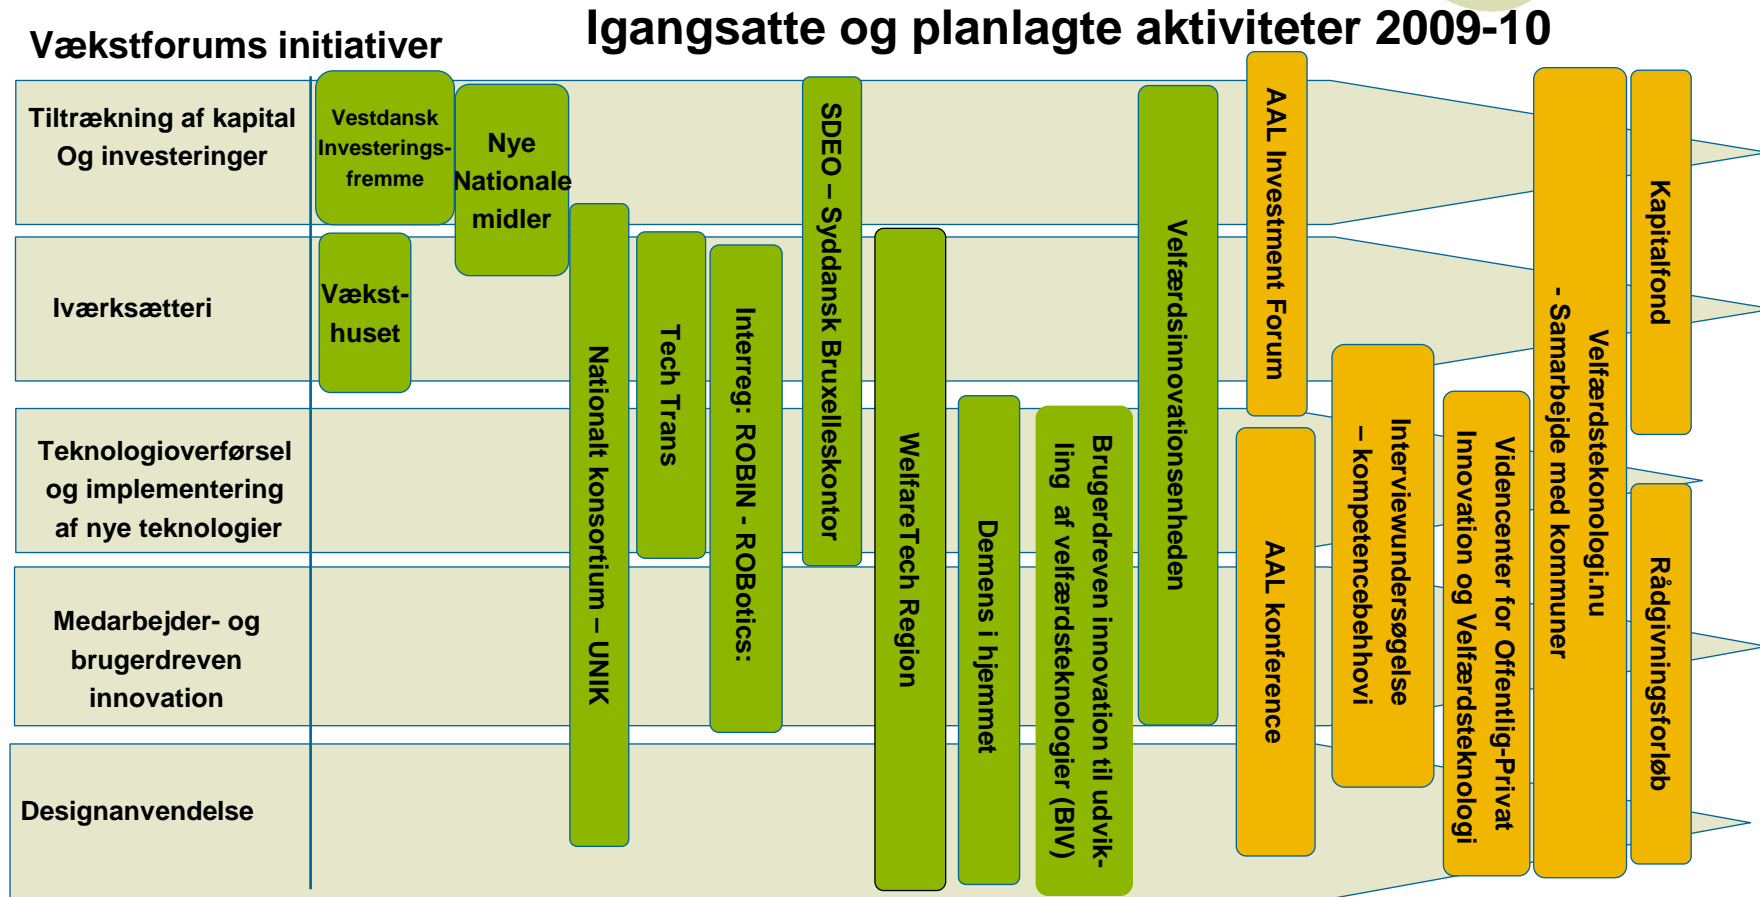 Igangsatte og planlagte aktiviteter 2009-10
Vækstforums initiativer
Tiltrækning af kapital
Og investeringer
Iværksætteri
Teknologioverførsel
og implementering
af nye teknologier
Medarbejder- og
brugerdreven
innovation
Designanvendelse
Vestdansk
Investerings-
fremme
Vækst-
huset
Nye
Nationale
midler
Nationalt konsortium – UNIK
Tech Trans
Interreg: ROBIN - ROBotics:
SDEO – Syddansk Bruxelleskontor
WelfareTech Region
Demens i hjemmet
Brugerdreven innovation til udvik-
ling af velfærdsteknologier (BIV)
Velfærdsinnovationsenheden
AAL Investment Forum
AAL konference
Interviewundersøgelse
– kompetencebehhovi
Videncenter for Offentlig-Privat
Innovation og Velfærdsteknologi
Velfærdstekonologi.nu
- Samarbejde med kommuner
Kapitalfond
Rådgivningsforløb